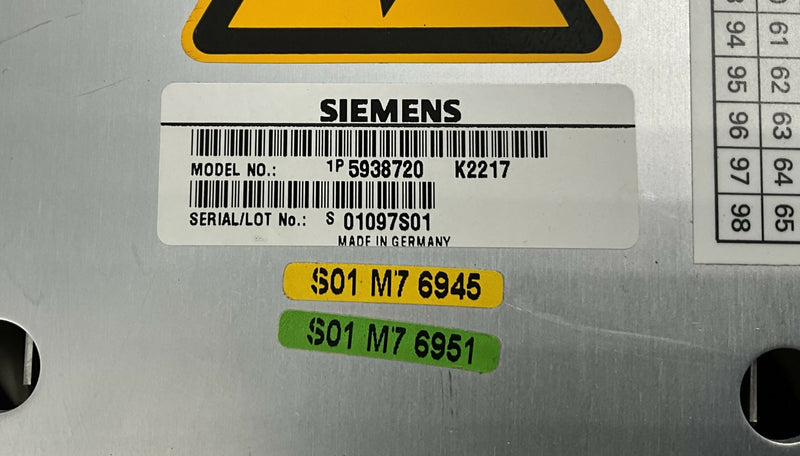 SIEMENS
MODEL NO.: 1P 5938720 K2217
SERIAL/LOT No.: S 01097S01
MADE IN GERMANY
S01 M7 6945
S01 M7 6951
61
94 62
95 63
96 64
97 65
98